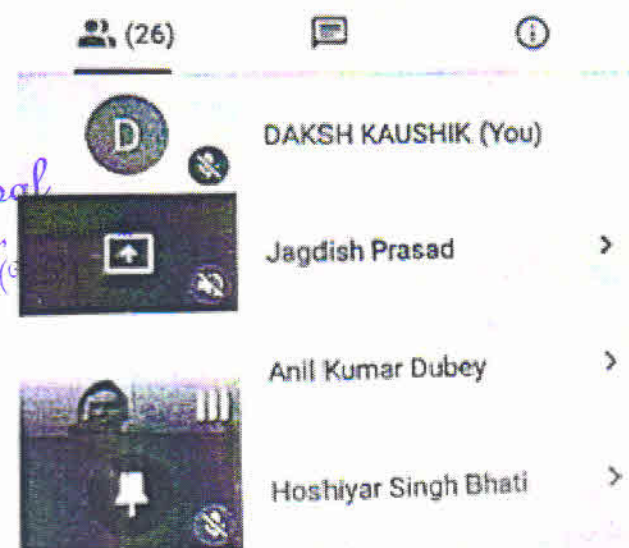 (26)
D
DAKSH KAUSHIK (You)
Jagdish Prasad
Anil Kumar Dubey
Hoshiyar Singh Bhati